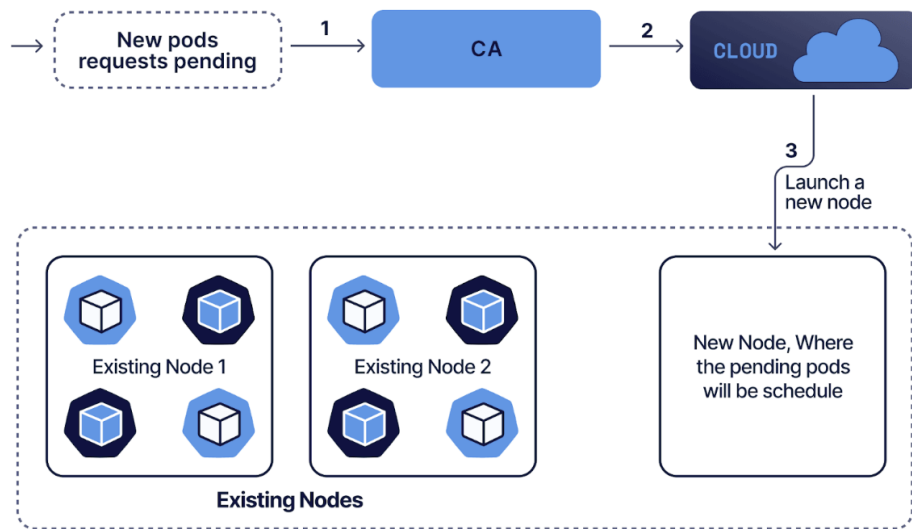 New pods
requests pending
1
CA
2
CLOUD
3
Launch a
new node
Existing Node 1
Existing Node 2
New Node, Where
the pending pods
will be schedule
Existing Nodes